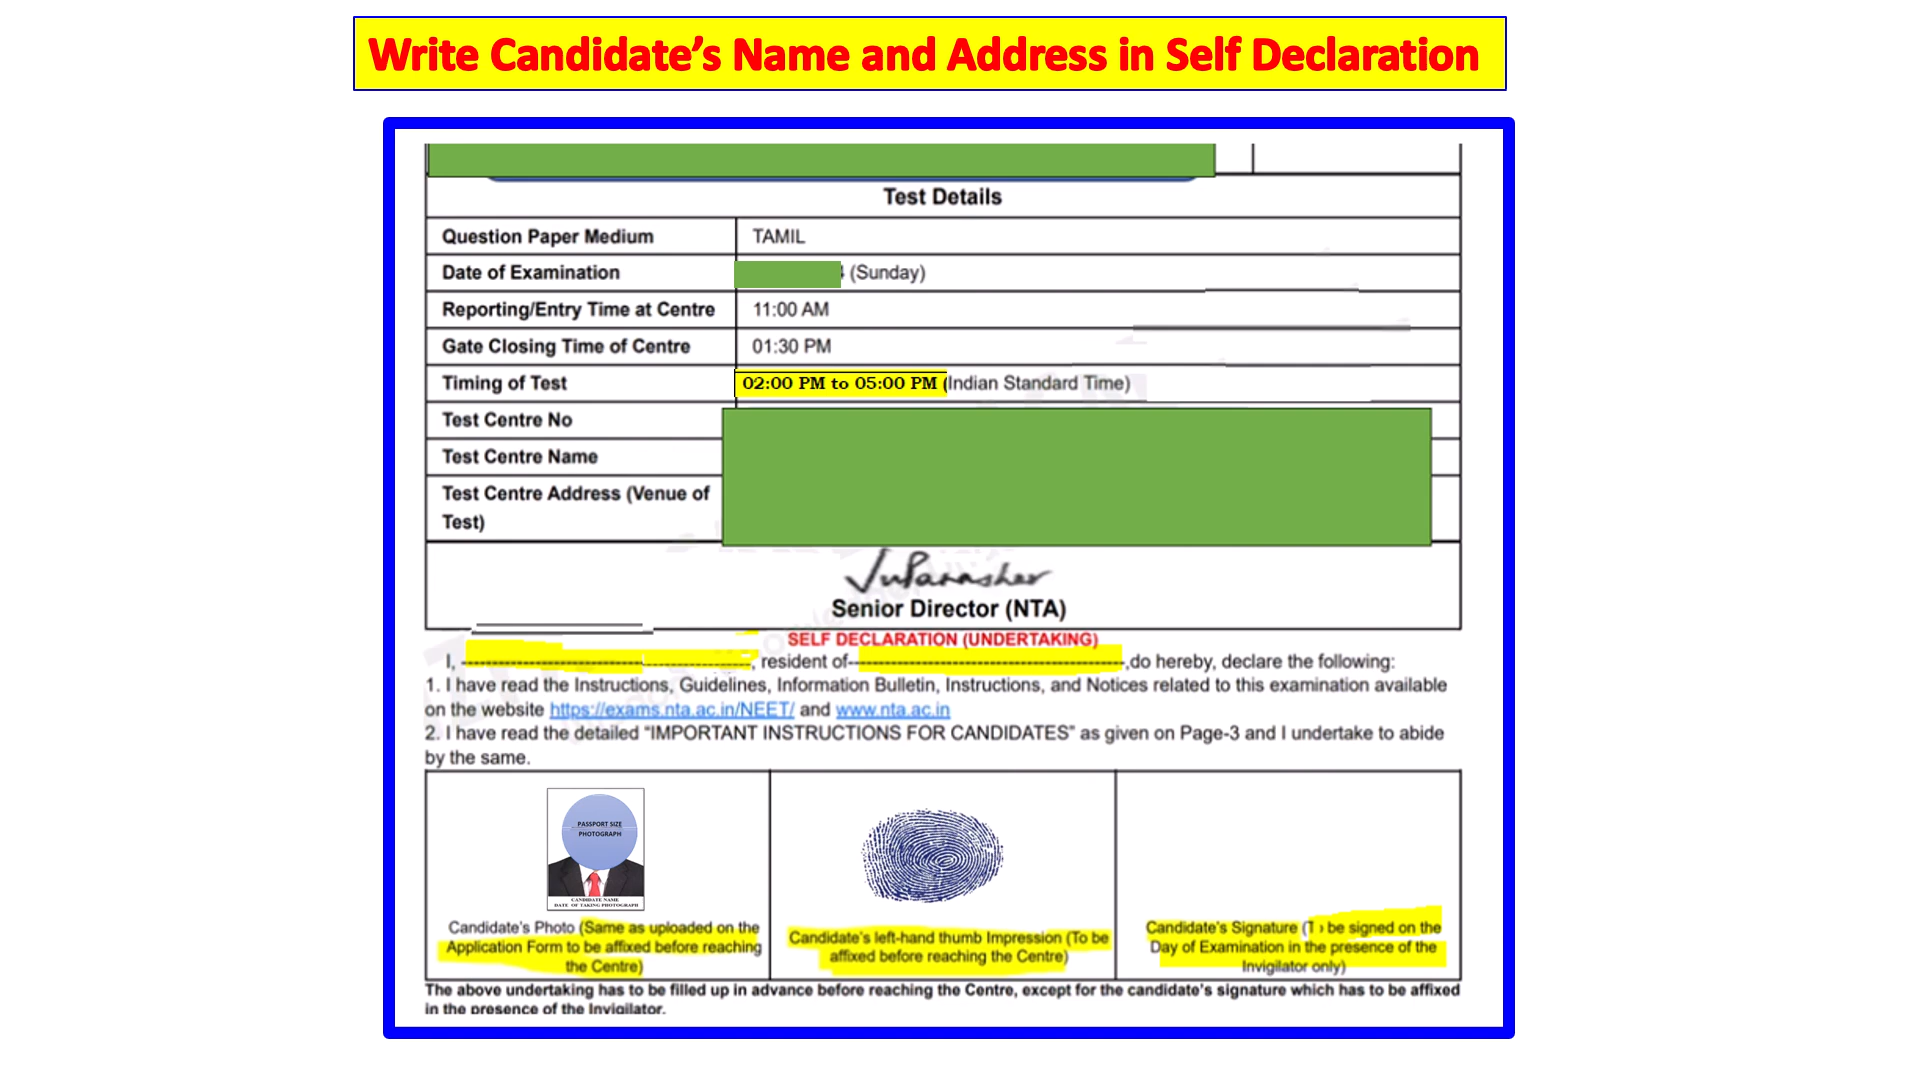 Write Candidate’s Name and Address in Self Declaration
Test Details
Question Paper Medium TAMIL
Date of Examination (Sunday)
Reporting/Entry Time at Centre 11:00 AM
Gate Closing Time of Centre 01:30 PM
Timing of Test 02:00 PM to 05:00 PM (Indian Standard Time)
Test Centre No
Test Centre Name
Test Centre Address (Venue of
Test)
Senior Director (NTA)
SELF DECLARATION (UNDERTAKING)
I, ----------------------------------------, resident of----------------------------------------,do hereby, declare the following:
1. I have read the Instructions, Guidelines, Information Bulletin, Instructions, and Notices related to this examination available
on the website https://exams.nta.ac.in/NEET/ and www.nta.ac.in
2. I have read the detailed “IMPORTANT INSTRUCTIONS FOR CANDIDATES” as given on Page-3 and I undertake to abide
by the same.
PASSPORT SIZE
PHOTOGRAPH
CANDIDATE NAME
DATE OF TAKING PHOTOGRAPH
Candidate’s Photo (Same as uploaded on the
Application Form to be affixed before reaching
the Centre)
Candidate’s left-hand thumb Impression (To be
affixed before reaching the Centre)
Candidate’s Signature (T be signed on the
Day of Examination in the presence of the
Invigilator only)
The above undertaking has to be filled up in advance before reaching the Centre, except for the candidate’s signature which has to be affixed
in the presence of the Invigilator.